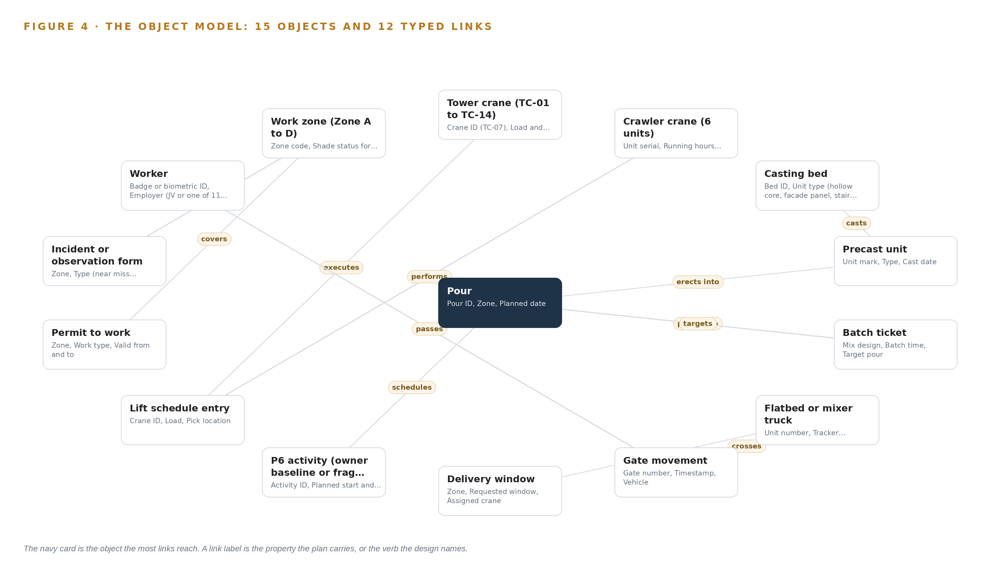 FIGURE 4 · THE OBJECT MODEL: 15 OBJECTS AND 12 TYPED LINKS
Tower crane (TC-01
to TC-14)
Crane ID (TC-07), Load and…
Work zone (Zone A
to D)
Zone code, Shade status for…
Crawler crane (6
units)
Unit serial, Running hours…
Worker
Badge or biometric ID,
Employer (JV or one of 11…
Casting bed
Bed ID, Unit type (hollow
core, facade panel, stair…
casts
covers
Incident or
observation form
Zone, Type (near miss…
Precast unit
Unit mark, Type, Cast date
executes
performs
erects into
Pour
Pour ID, Zone, Planned date
targets
passes
Permit to work
Zone, Work type, Valid from
and to
Batch ticket
Mix design, Batch time,
Target pour
schedules
Lift schedule entry
Crane ID, Load, Pick location
Flatbed or mixer
truck
Unit number, Tracker…
crosses
P6 activity (owner
baseline or frag…
Activity ID, Planned start and…
Gate movement
Gate number, Timestamp,
Vehicle
Delivery window
Zone, Requested window,
Assigned crane
The navy card is the object the most links reach. A link label is the property the plan carries, or the verb the design names.